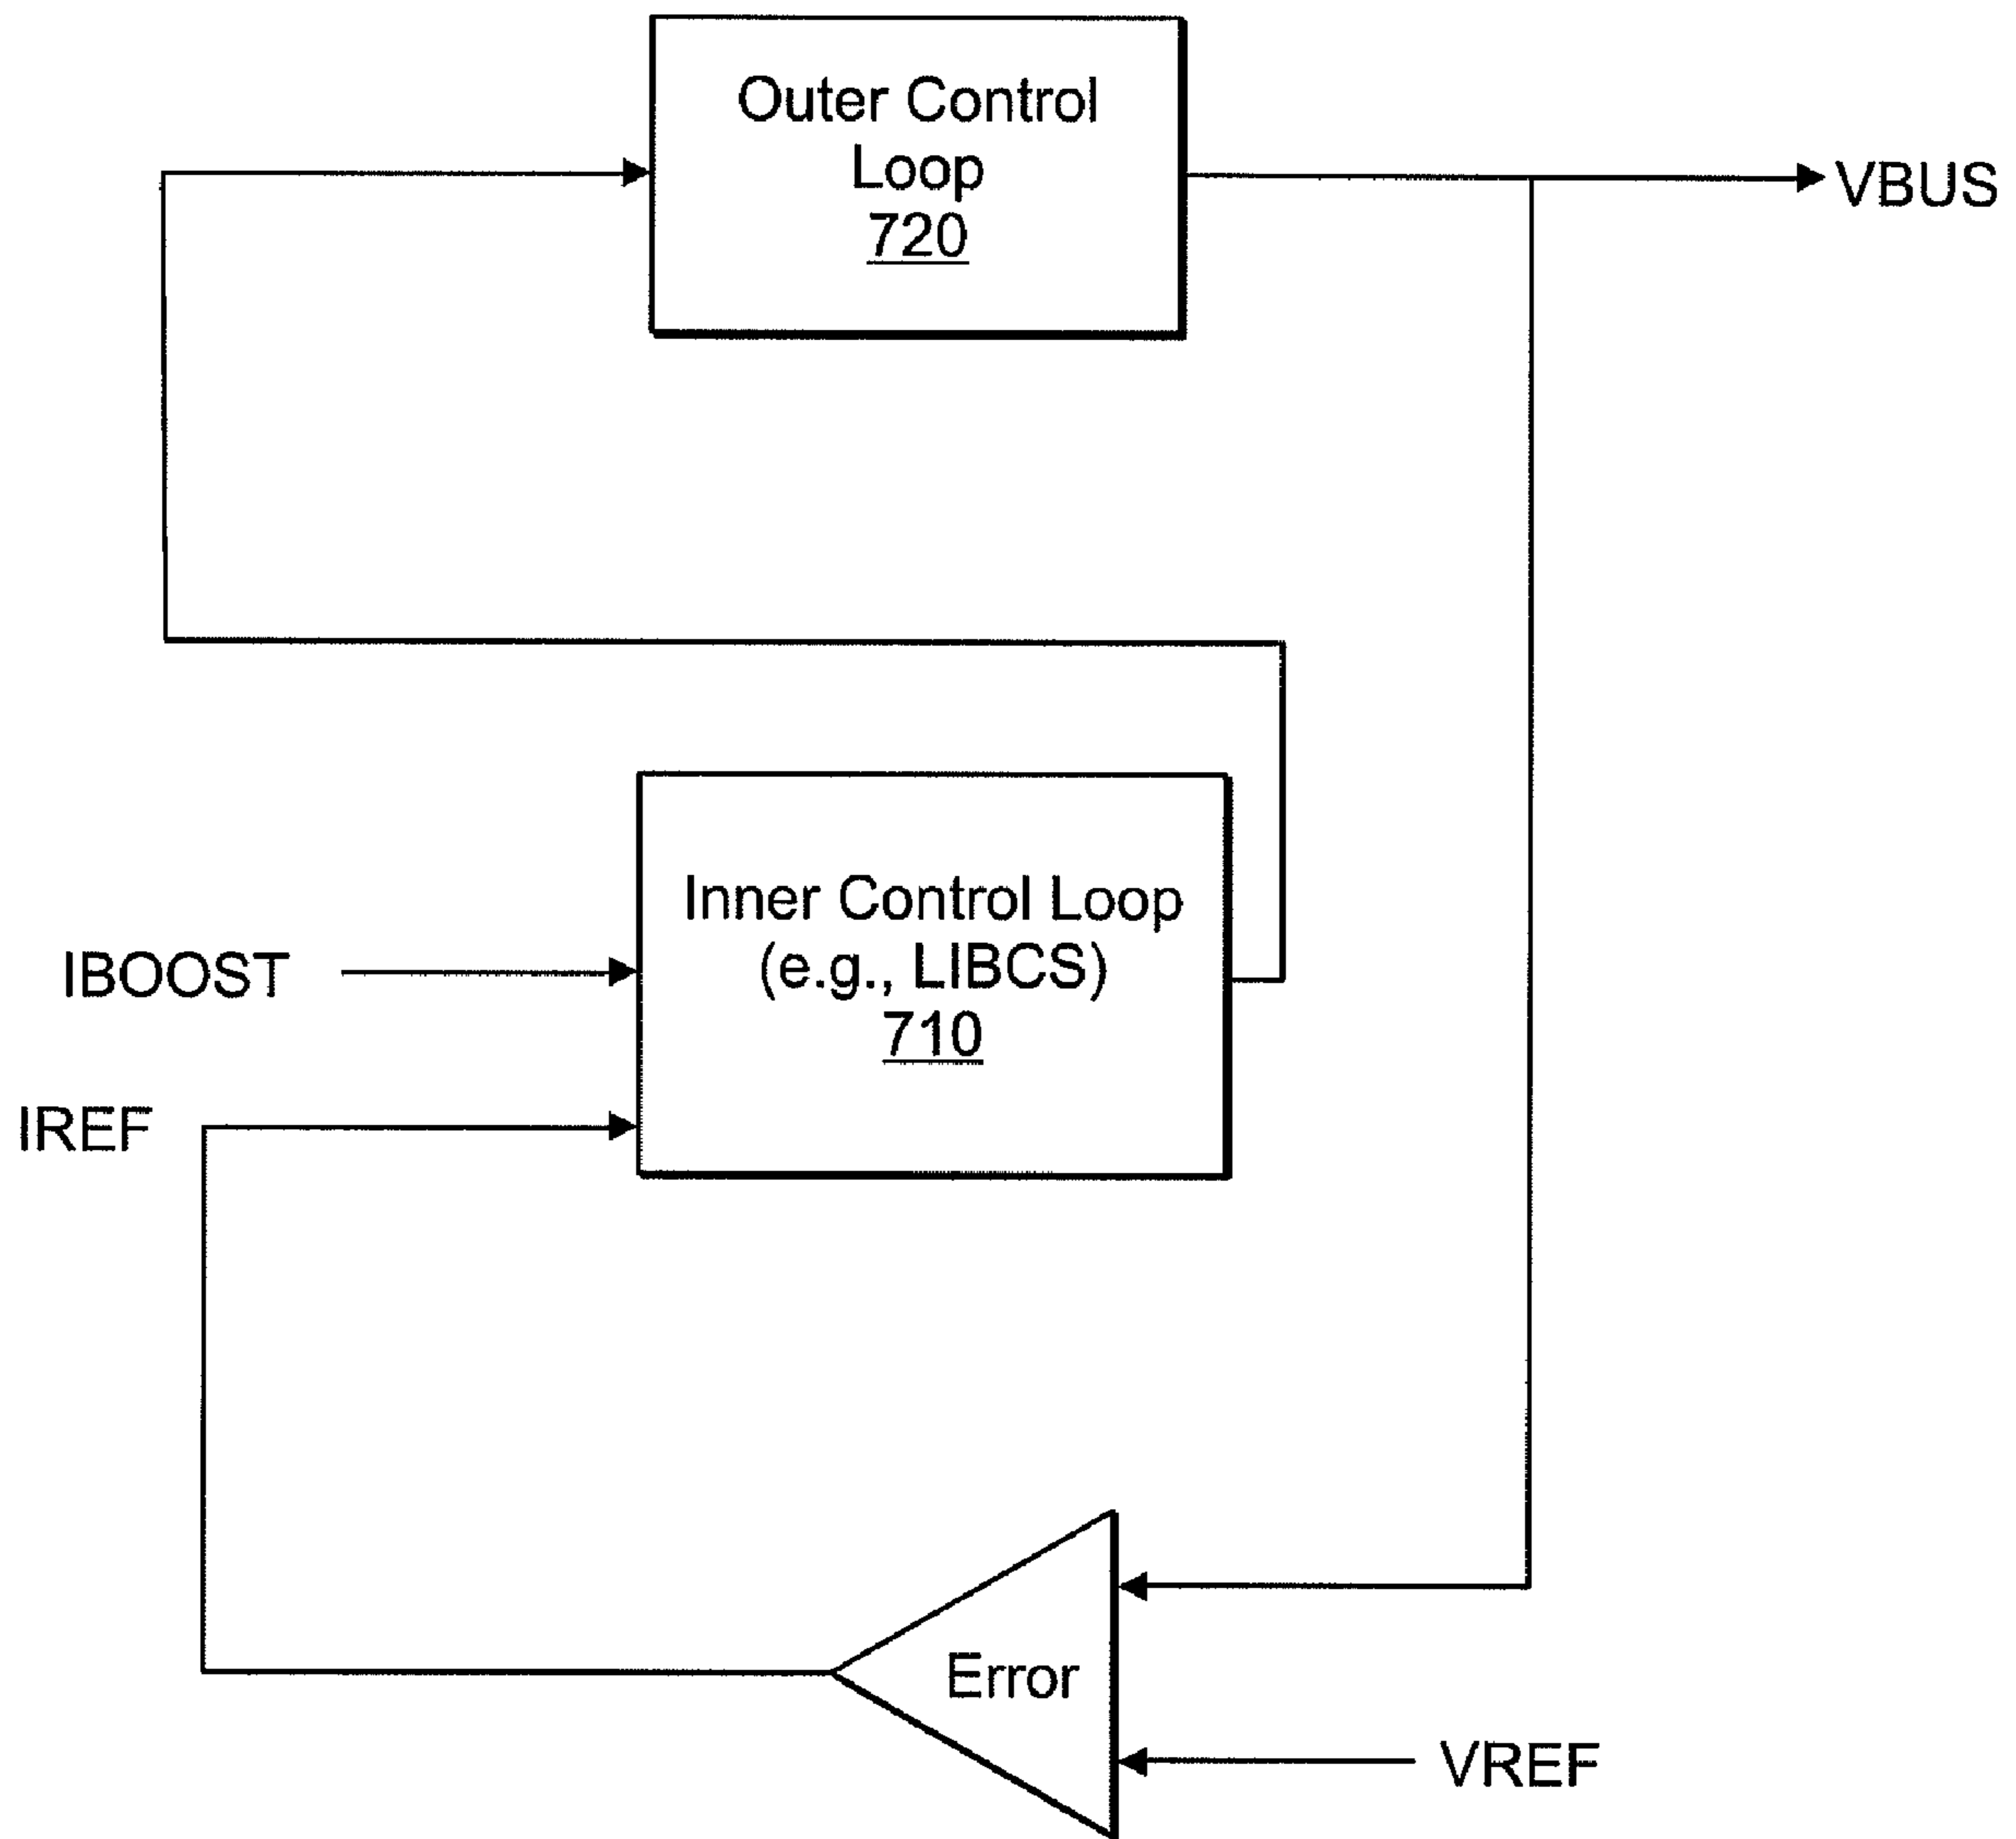 Outer Control
Loop
720
VBUS
Inner Control Loop
(e.g., LIBCS)
710
IBOOST
IREF
Error
VREF